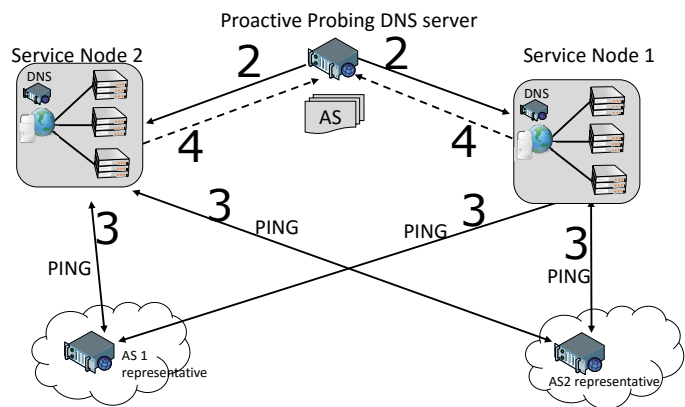 Proactive Probing DNS server
Service Node 2
2
2
Service Node 1
DNS
DNS
AS
4
4
3
3
3
3
PING
PING
PING
PING
AS 1
representative
AS2 representative